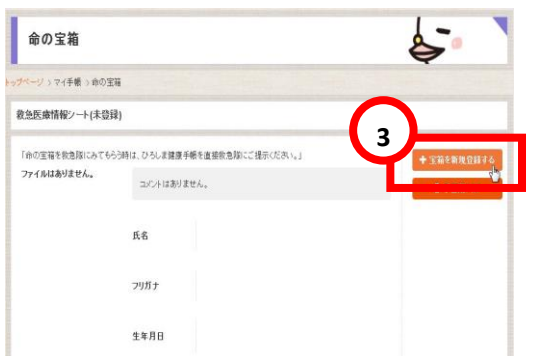 命の宝箱
トップページ > マイ手帳 > 命の宝箱
救急医療情報シート(未登録)
「命の宝箱を救急隊にみてもらう時は、ひろしま健康手帳を直接救急隊にご提示ください。」
ファイルはありません。
コメントはありません。
3
+ 宝箱を新規登録する
氏名
フリガナ
生年月日